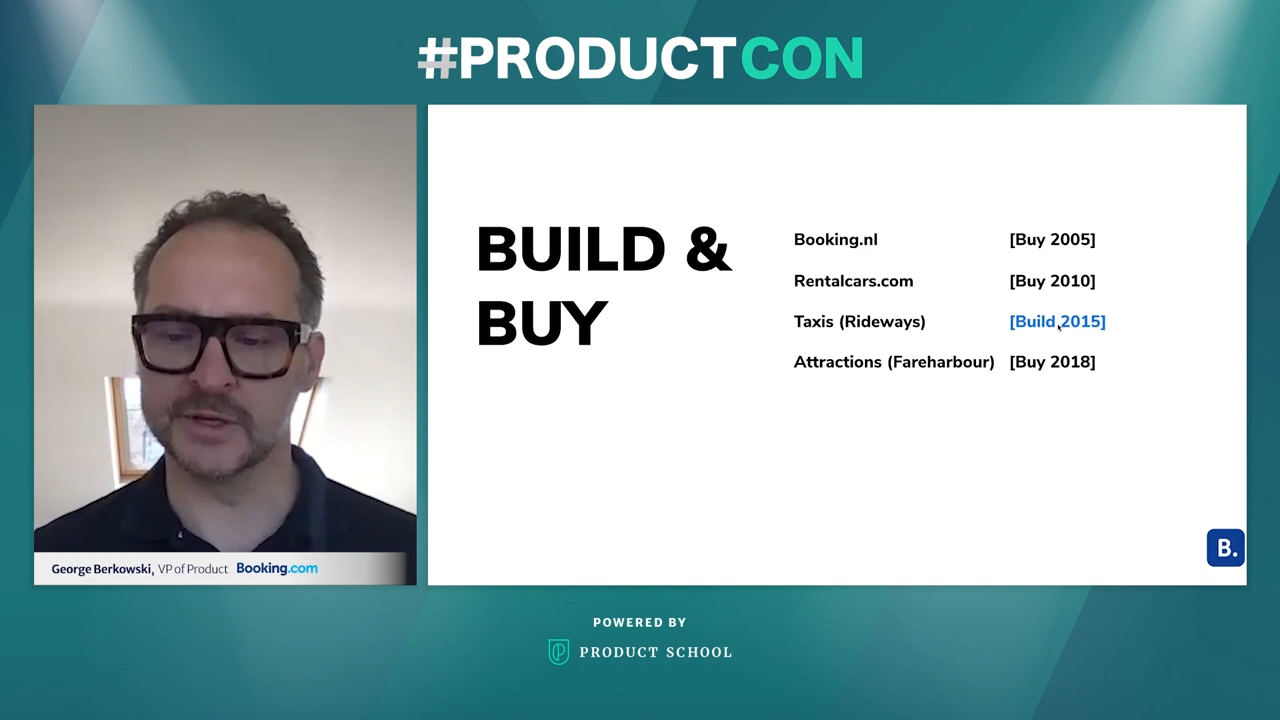 #PRODUCTCON
BUILD &
BUY
Booking.nl [Buy 2005]
Rentalcars.com [Buy 2010]
Taxis (Rideways) [Build 2015]
Attractions (Fareharbour) [Buy 2018]
B.
George Berkowski, VP of Product Booking.com
POWERED BY
PRODUCT SCHOOL